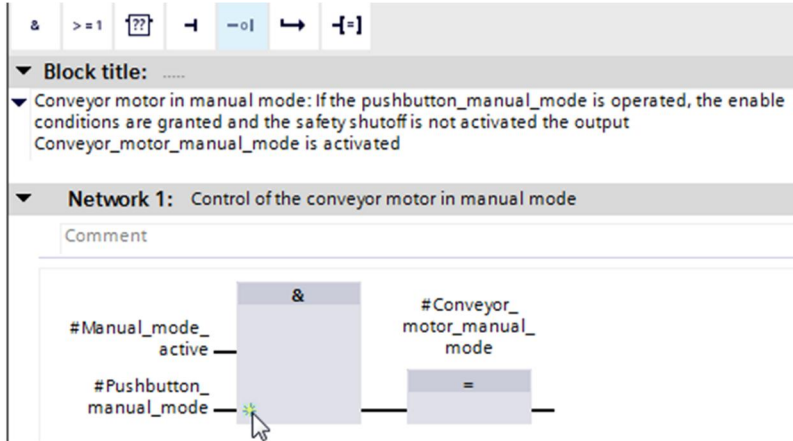 & >=1 ?? [=]
Block title: .....
Conveyor motor in manual mode: If the pushbutton_manual_mode is operated, the enable
conditions are granted and the safety shutoff is not activated the output
Conveyor_motor_manual_mode is activated
Network 1: Control of the conveyor motor in manual mode
Comment
&
#Conveyor_
motor_manual_
mode
#Manual_mode_
active
#Pushbutton_
manual_mode
=